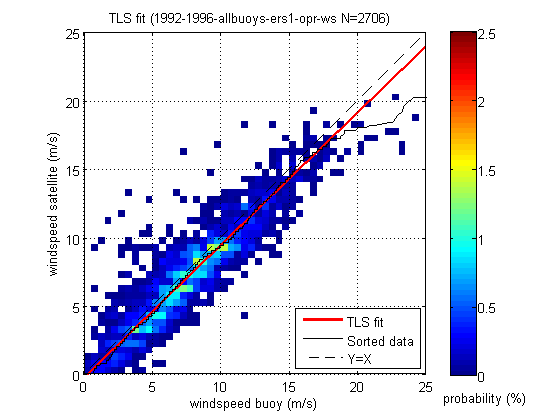 TLS fit (1992-1996-allbuoys-ers1-opr-ws N=2706)
windspeed satellite (m/s)
25
20
15
10
5
0
0 5 10 15 20 25
windspeed buoy (m/s)
TLS fit
Sorted data
Y=X
2.5
2
1.5
1
0.5
0
probability (%)